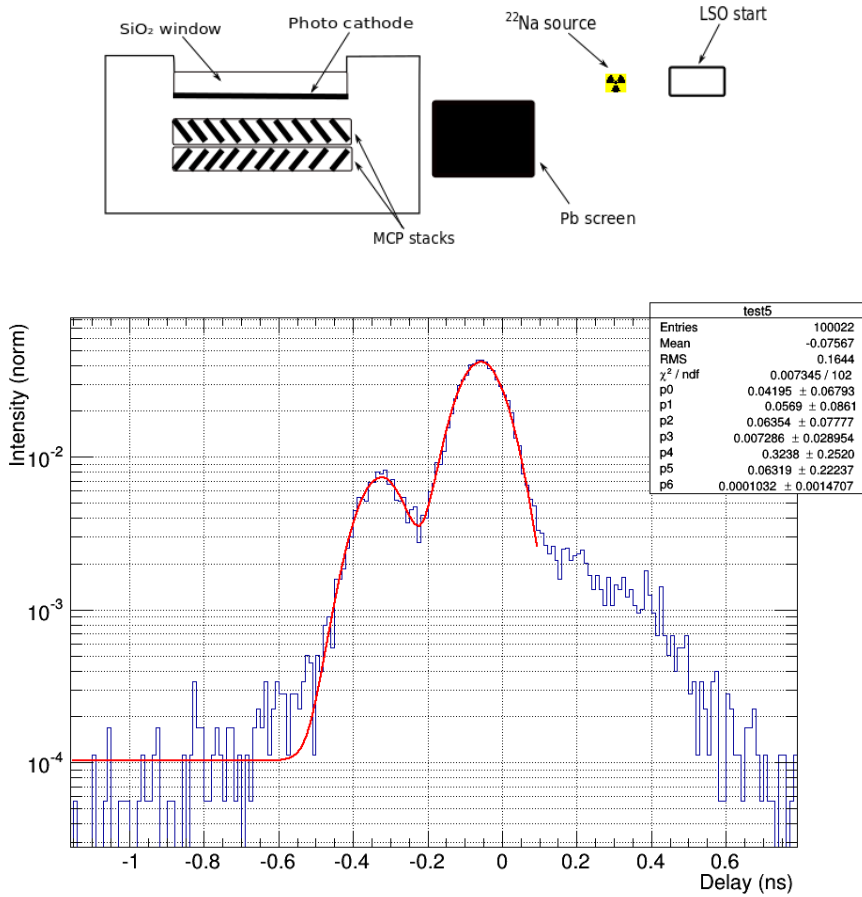 SiO₂ window
Photo cathode
²²Na source
LSO start
MCP stacks
Pb screen
test5
Entries 100022
Mean -0.07567
RMS 0.1644
χ² / ndf 0.007345 / 102
p0 0.04195 ± 0.06793
p1 0.0569 ± 0.0861
p2 0.06354 ± 0.07777
p3 0.007286 ± 0.028954
p4 0.3238 ± 0.2520
p5 0.06319 ± 0.22237
p6 0.0001032 ± 0.0014707
Intensity (norm)
10⁻²
10⁻³
10⁻⁴
-1 -0.8 -0.6 -0.4 -0.2 0 0.2 0.4 0.6
Delay (ns)